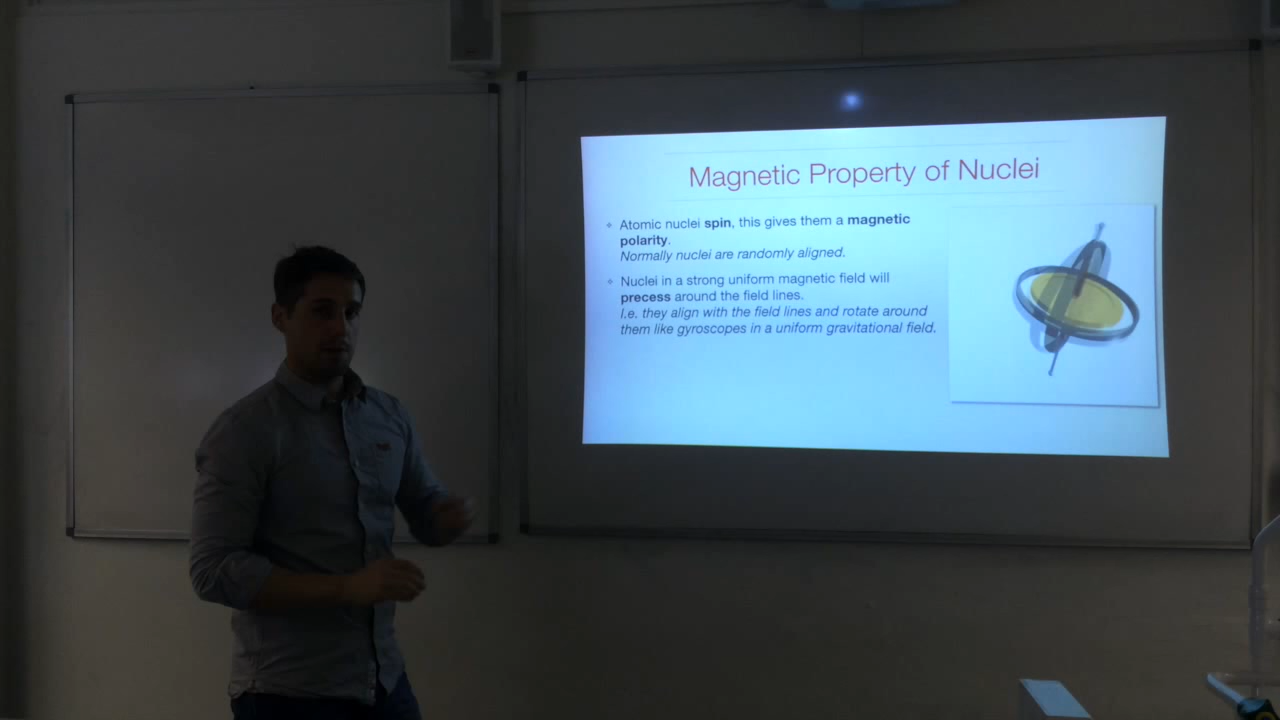 Magnetic Property of Nuclei
Atomic nuclei spin, this gives them a magnetic
polarity.
Normally nuclei are randomly aligned.
Nuclei in a strong uniform magnetic field will
precess around the field lines.
I.e. they align with the field lines and rotate around
them like gyroscopes in a uniform gravitational field.